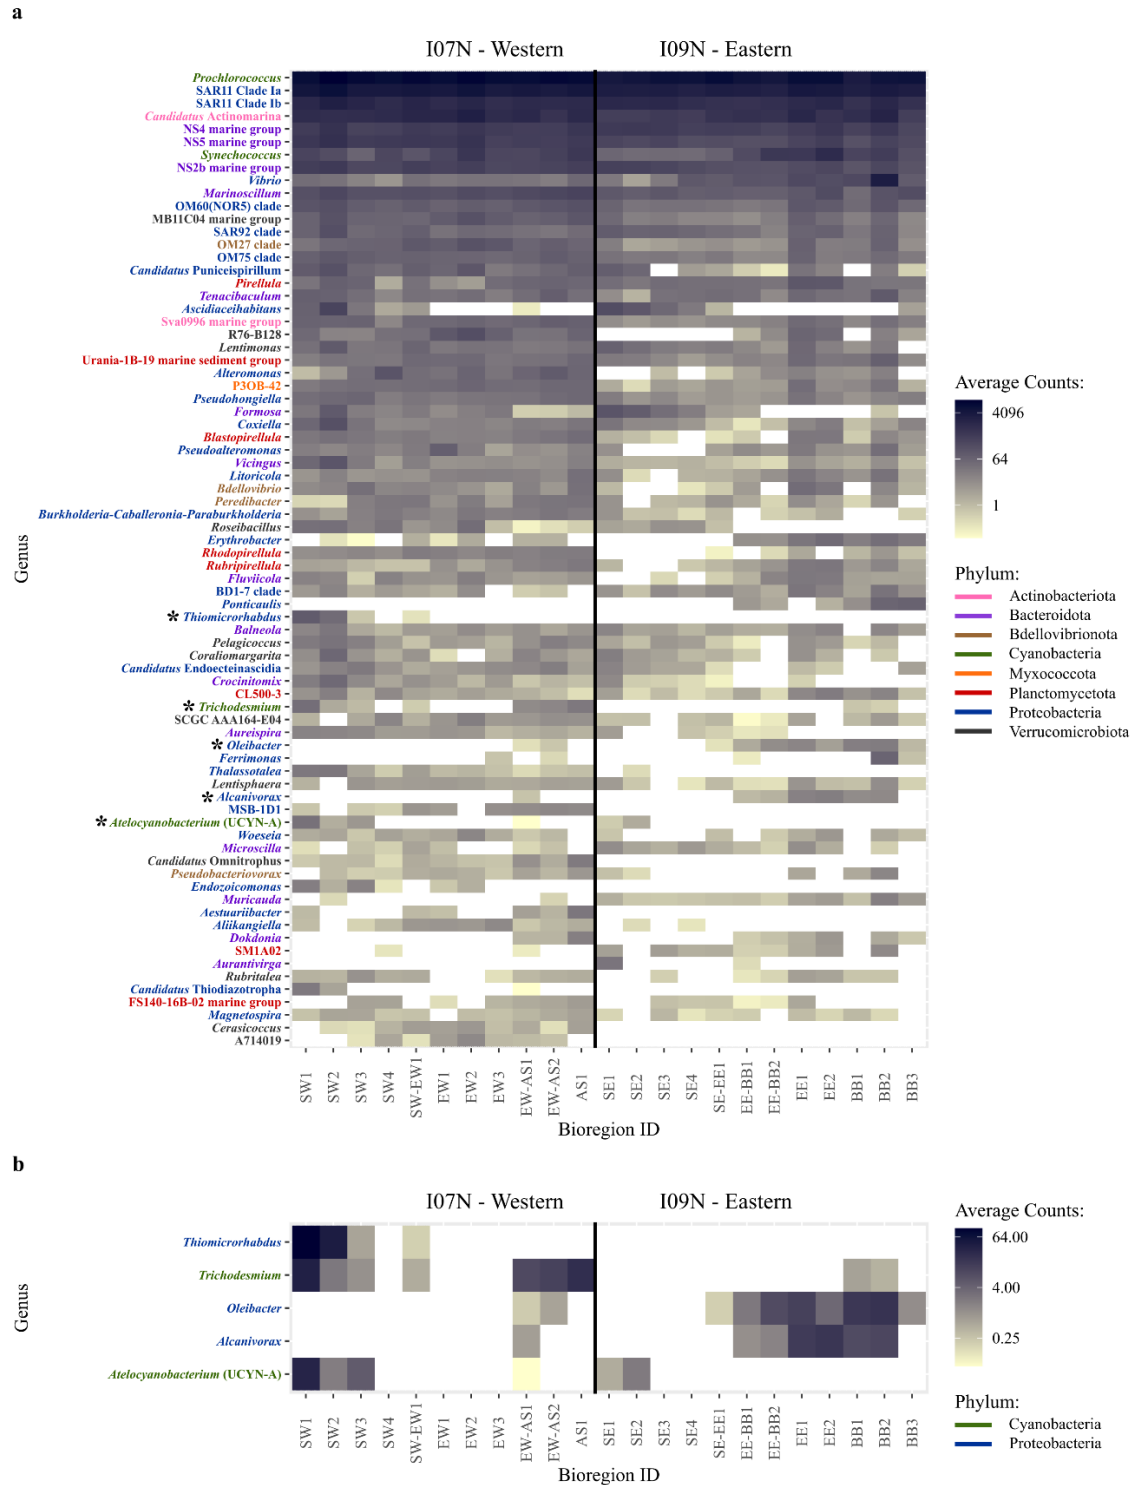 a
I07N - Western I09N - Eastern
Prochlorococcus
SAR11 Clade Ia
SAR11 Clade Ib
Candidatus Actinomarina
NS4 marine group
NS5 marine group
Synechococcus
NS2b marine group
Vibrio
Marinoscillum
OM60(NOR5) clade
MB11C04 marine group
SAR92 clade
OM27 clade
OM75 clade
Candidatus Puniceispirillum
Pirellula
Tenacibaculum
Ascidiaceihabitans
Sva0996 marine group
R76-B128
Lentimonas
Urania-1B-19 marine sediment group
Alteromonas
P3OB-42
Pseudohongiella
Formosa
Coxiella
Blastopirellula
Pseudoalteromonas
Vicingus
Litoricola
Bdellovibrio
Peredibacter
Burkholderia-Caballeronia-Paraburkholderia
Roseibacillus
Erythrobacter
Rhodopirellula
Rubripirellula
Fluviicola
BD1-7 clade
Ponticaulis
* Thiomicrorhabdus
Balneola
Pelagicoccus
Coraliomargarita
Candidatus Endoecteinascidia
Crocinitomix
CL500-3
* Trichodesmium
SCGC AAA164-E04
Aureispira
* Oleibacter
Ferrimonas
Thalassotalea
Lentisphaera
* Alcanivorax
MSB-1D1
* Atelocyanobacterium (UCYN-A)
Woeseia
Microscilla
Candidatus Omnitrophus
Pseudobacteriovorax
Endozoicomonas
Muricauda
Aestuariibacter
Aliikangiella
Dokdonia
SM1A02
Aurantivirga
Rubritalea
Candidatus Thiodiazotropha
FS140-16B-02 marine group
Magnetospira
Cerasicoccus
A714019
Genus
SW1 SW2 SW3 SW4 SW-EW1 EW1 EW2 EW3 EW-AS1 EW-AS2 AS1 SE1 SE2 SE3 SE4 SE-EE1 EE-BB1 EE-BB2 EE1 EE2 BB1 BB2 BB3
Bioregion ID
Average Counts:
4096
64
1
Phylum:
Actinobacteriota
Bacteroidota
Bdellovibrionota
Cyanobacteria
Myxococcota
Planctomycetota
Proteobacteria
Verrucomicrobiota
b
I07N - Western I09N - Eastern
Thiomicrorhabdus
Trichodesmium
Oleibacter
Alcanivorax
Atelocyanobacterium (UCYN-A)
Genus
SW1 SW2 SW3 SW4 SW-EW1 EW1 EW2 EW3 EW-AS1 EW-AS2 AS1 SE1 SE2 SE3 SE4 SE-EE1 EE-BB1 EE-BB2 EE1 EE2 BB1 BB2 BB3
Bioregion ID
Average Counts:
64.00
4.00
0.25
Phylum:
Cyanobacteria
Proteobacteria